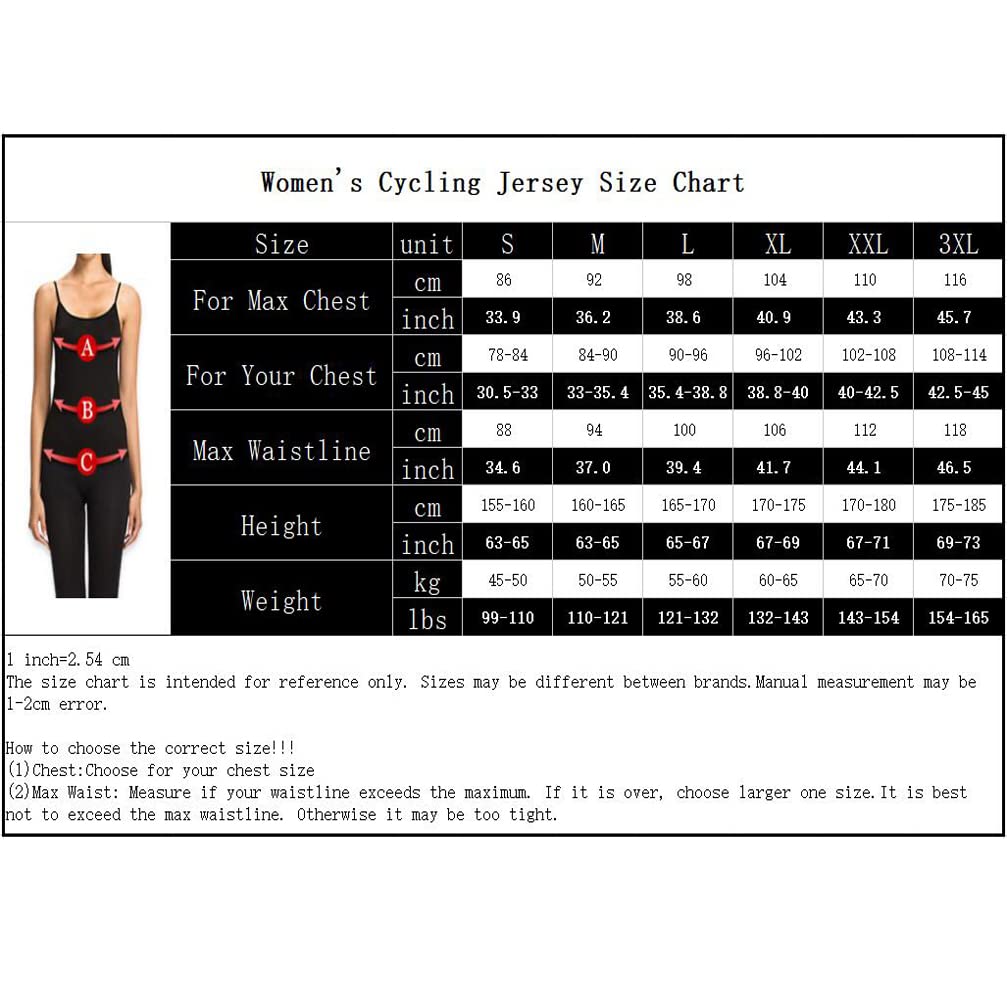 Women's Cycling Jersey Size Chart
Size unit S M L XL XXL 3XL
For Max Chest cm 86 92 98 104 110 116
inch 33.9 36.2 38.6 40.9 43.3 45.7
For Your Chest cm 78-84 84-90 90-96 96-102 102-108 108-114
inch 30.5-33 33-35.4 35.4-38.8 38.8-40 40-42.5 42.5-45
Max Waistline cm 88 94 100 106 112 118
inch 34.6 37.0 39.4 41.7 44.1 46.5
Height cm 155-160 160-165 165-170 170-175 170-180 175-185
inch 63-65 63-65 65-67 67-69 67-71 69-73
Weight kg 45-50 50-55 55-60 60-65 65-70 70-75
lbs 99-110 110-121 121-132 132-143 143-154 154-165
A
B
C
1 inch=2.54 cm
The size chart is intended for reference only. Sizes may be different between brands.Manual measurement may be
1-2cm error.
How to choose the correct size!!!
(1)Chest:Choose for your chest size
(2)Max Waist: Measure if your waistline exceeds the maximum. If it is over, choose larger one size.It is best
not to exceed the max waistline. Otherwise it may be too tight.